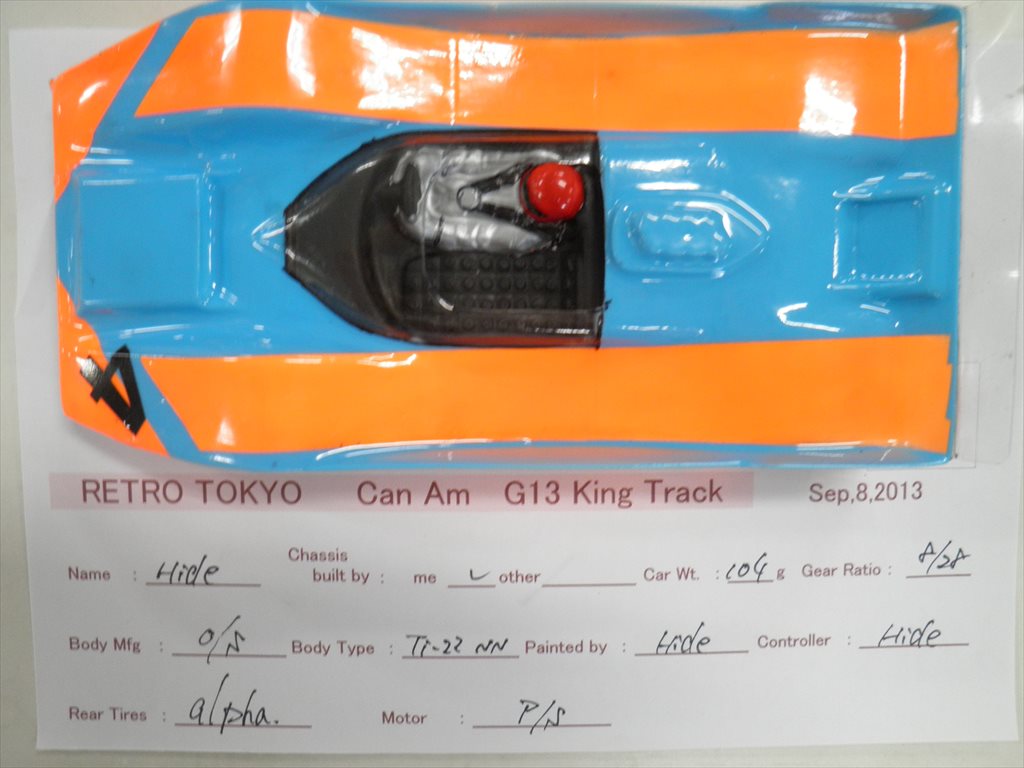 4
RETRO TOKYO Can Am G13 King Track Sep,8,2013
Name : Hide Chassis built by : me ✓ other Car Wt. : 104 g Gear Ratio :
Body Mfg : O/S Body Type : Ti-22 NN Painted by : Hide Controller : Hide
Rear Tires : alpha. Motor : P/S